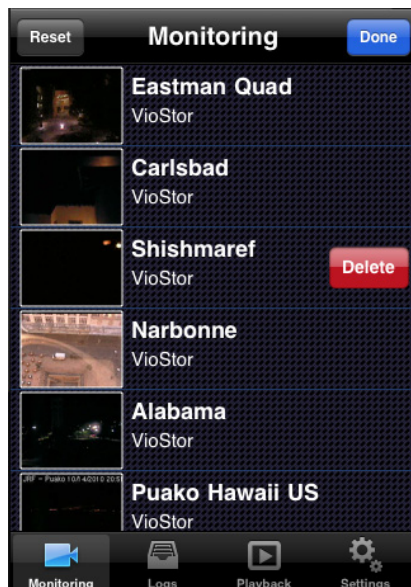 Reset Monitoring Done
Eastman Quad
VioStor
Carlsbad
VioStor
Shishmaref
VioStor
Delete
Narbonne
VioStor
Alabama
VioStor
Puako Hawaii US
VioStor
Monitoring Logs Playback Settings